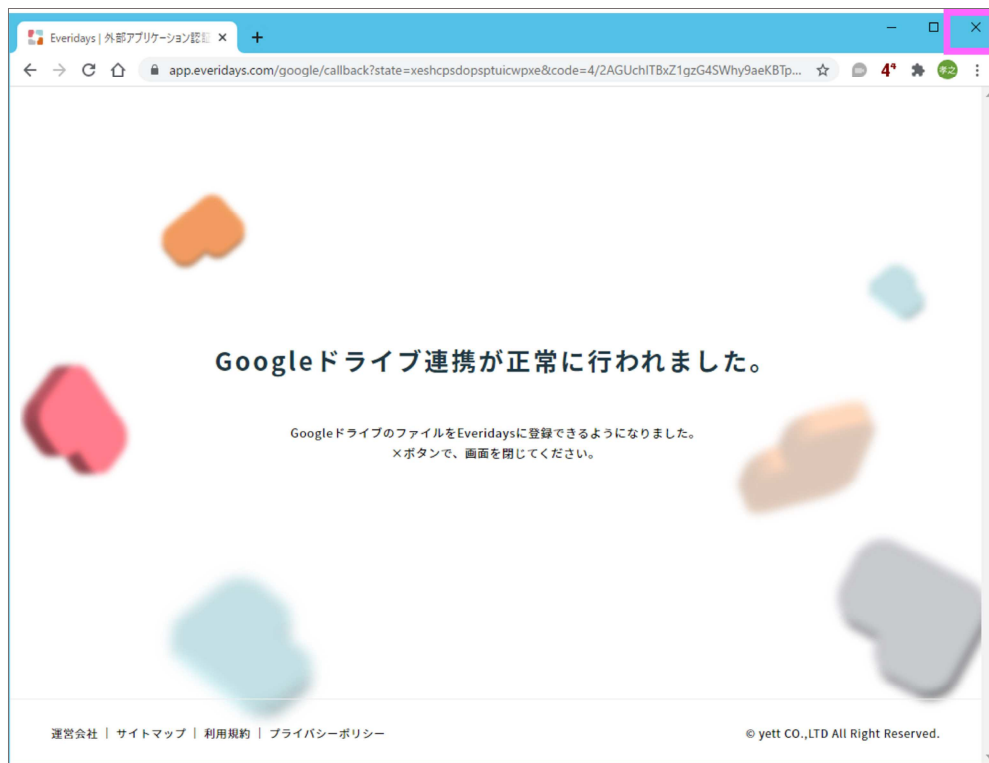 Everidays | 外部アプリケーション認証
app.everidays.com/google/callback?state=xeshcpsdopsptuicwpxe&code=4/2AGUchITBxZ1gzG4SWhy9aeKBTp...
孝之
Googleドライブ連携が正常に行われました。
GoogleドライブのファイルをEveridaysに登録できるようになりました。
×ボタンで、画面を閉じてください。
運営会社 | サイトマップ | 利用規約 | プライバシーポリシー
© yett CO.,LTD All Right Reserved.